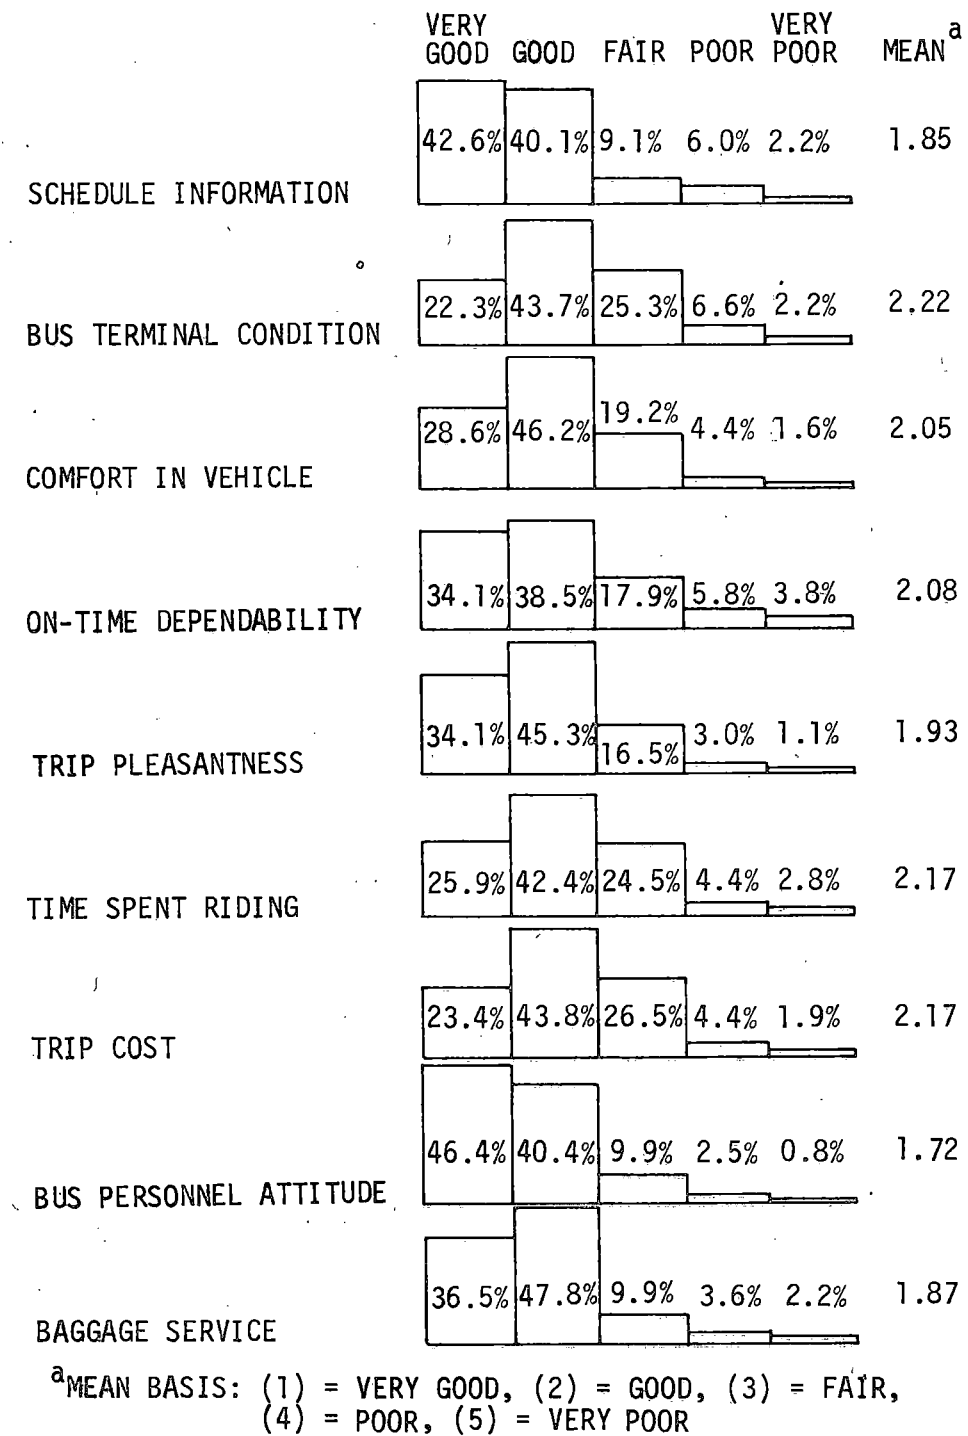 VERY VERY a
GOOD GOOD FAIR POOR POOR MEAN
42.6% 40.1% 9.1% 6.0% 2.2% 1.85
SCHEDULE INFORMATION
22.3% 43.7% 25.3% 6.6% 2.2% 2.22
BUS TERMINAL CONDITION
28.6% 46.2% 19.2% 4.4% 1.6% 2.05
COMFORT IN VEHICLE
34.1% 38.5% 17.9% 5.8% 3.8% 2.08
ON-TIME DEPENDABILITY
34.1% 45.3% 16.5% 3.0% 1.1% 1.93
TRIP PLEASANTNESS
25.9% 42.4% 24.5% 4.4% 2.8% 2.17
TIME SPENT RIDING
23.4% 43.8% 26.5% 4.4% 1.9% 2.17
TRIP COST
46.4% 40.4% 9.9% 2.5% 0.8% 1.72
BUS PERSONNEL ATTITUDE
36.5% 47.8% 9.9% 3.6% 2.2% 1.87
BAGGAGE SERVICE
aMEAN BASIS: (1) = VERY GOOD, (2) = GOOD, (3) = FAIR,
(4) = POOR, (5) = VERY POOR